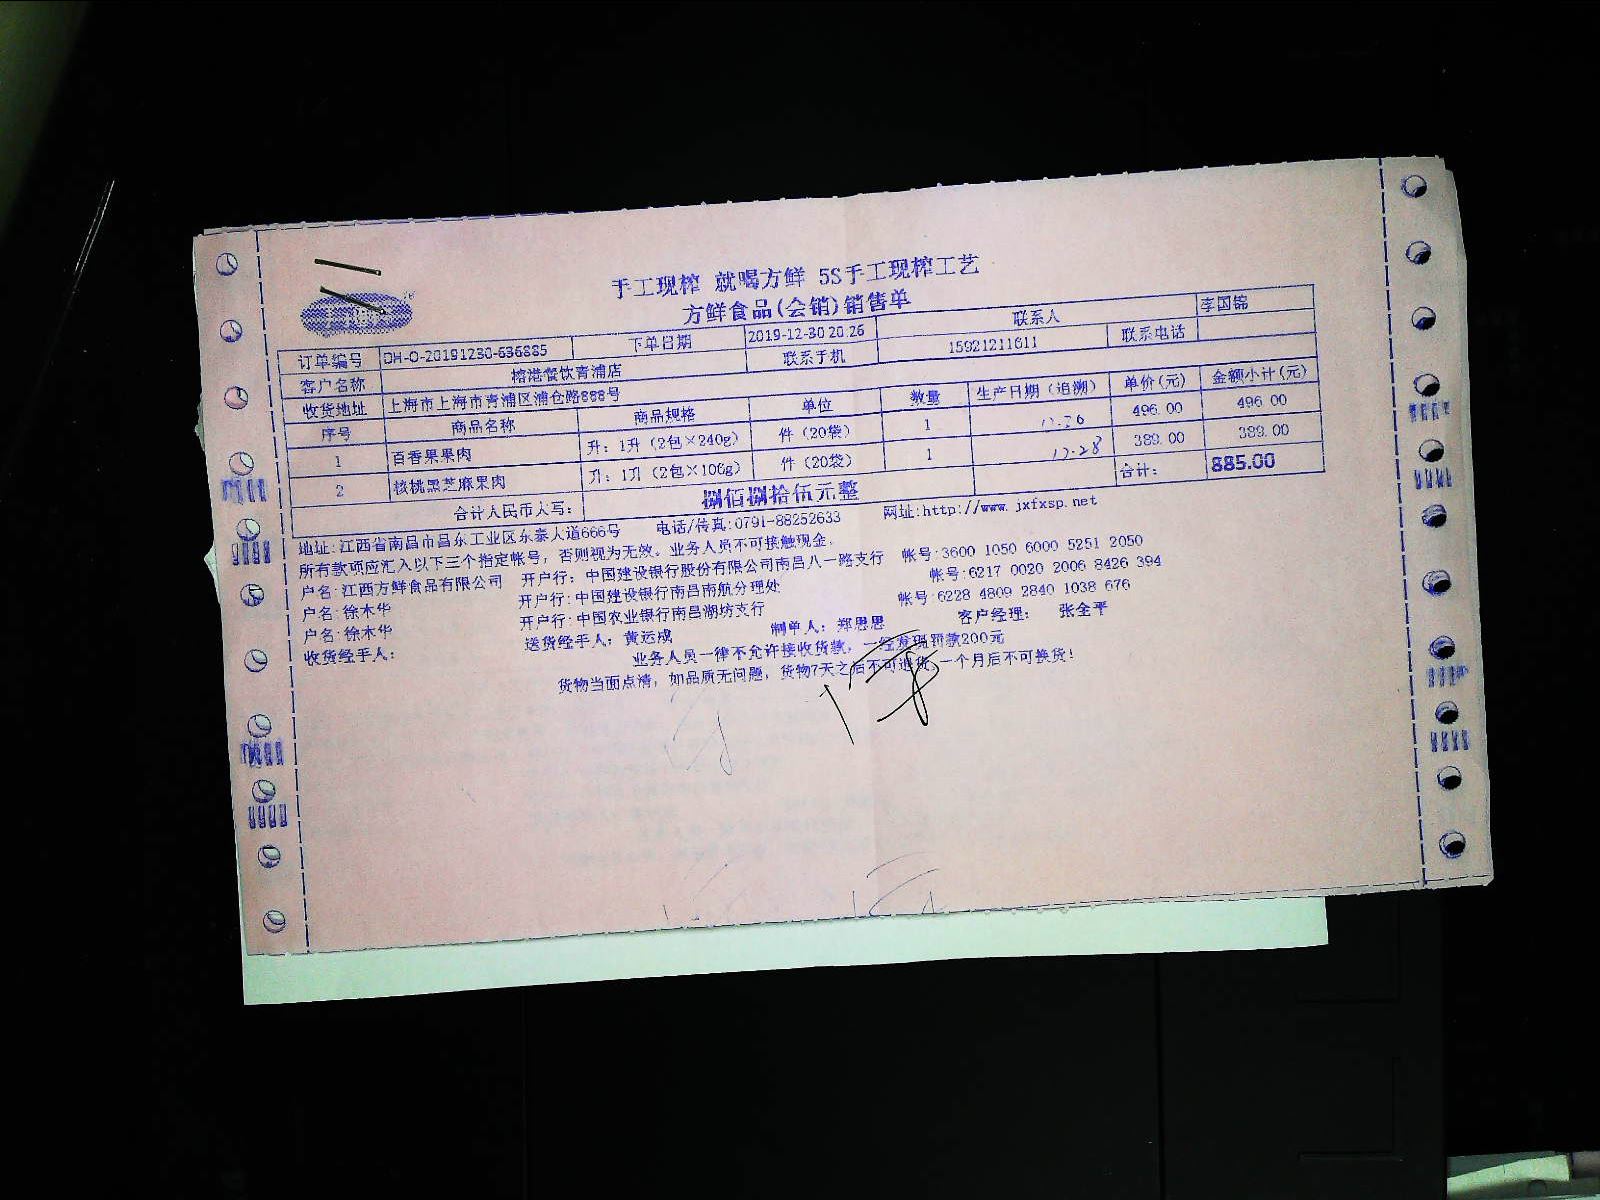 手工现榨 就喝方鲜 5S手工现榨工艺
方鲜食品(会销)销售单
订单编号 DH-O-20191230-636885 下单日期 2019-12-30 20:26 联系人 李国锦
客户名称 榕港餐饮青浦店 联系手机 15921211611 联系电话
收货地址 上海市上海市青浦区浦仓路888号
序号 商品名称 商品规格 单位 数量 生产日期（追溯） 单价(元) 金额小计(元)
1 百香果果肉 升：1升（2包×240g） 件（20袋） 1 12.26 496.00 496.00
2 核桃黑芝麻果肉 升：1升（2包×106g） 件（20袋） 1 12.28 389.00 389.00
合计人民币大写： 捌佰捌拾伍元整 合计： 885.00
地址:江西省南昌市昌东工业区东泰大道666号 电话/传真:0791-88252633 网址:http://www.jxfxsp.net
所有款项应汇入以下三个指定帐号，否则视为无效。业务人员不可接触现金。
户名:江西方鲜食品有限公司 开户行：中国建设银行股份有限公司南昌八一路支行 帐号:3600 1050 6000 5251 2050
户名:徐木华 开户行:中国建设银行南昌南航分理处 帐号:6217 0020 2006 8426 394
户名:徐木华 开户行:中国农业银行南昌湖坊支行 帐号:6228 4809 2840 1038 676
收货经手人： 送货经手人：黄运成 制单人：郑思思 客户经理： 张全平
业务人员一律不允许接收货款，一经发现罚款200元
货物当面点清，如品质无问题，货物7天之后不可退货,一个月后不可换货!